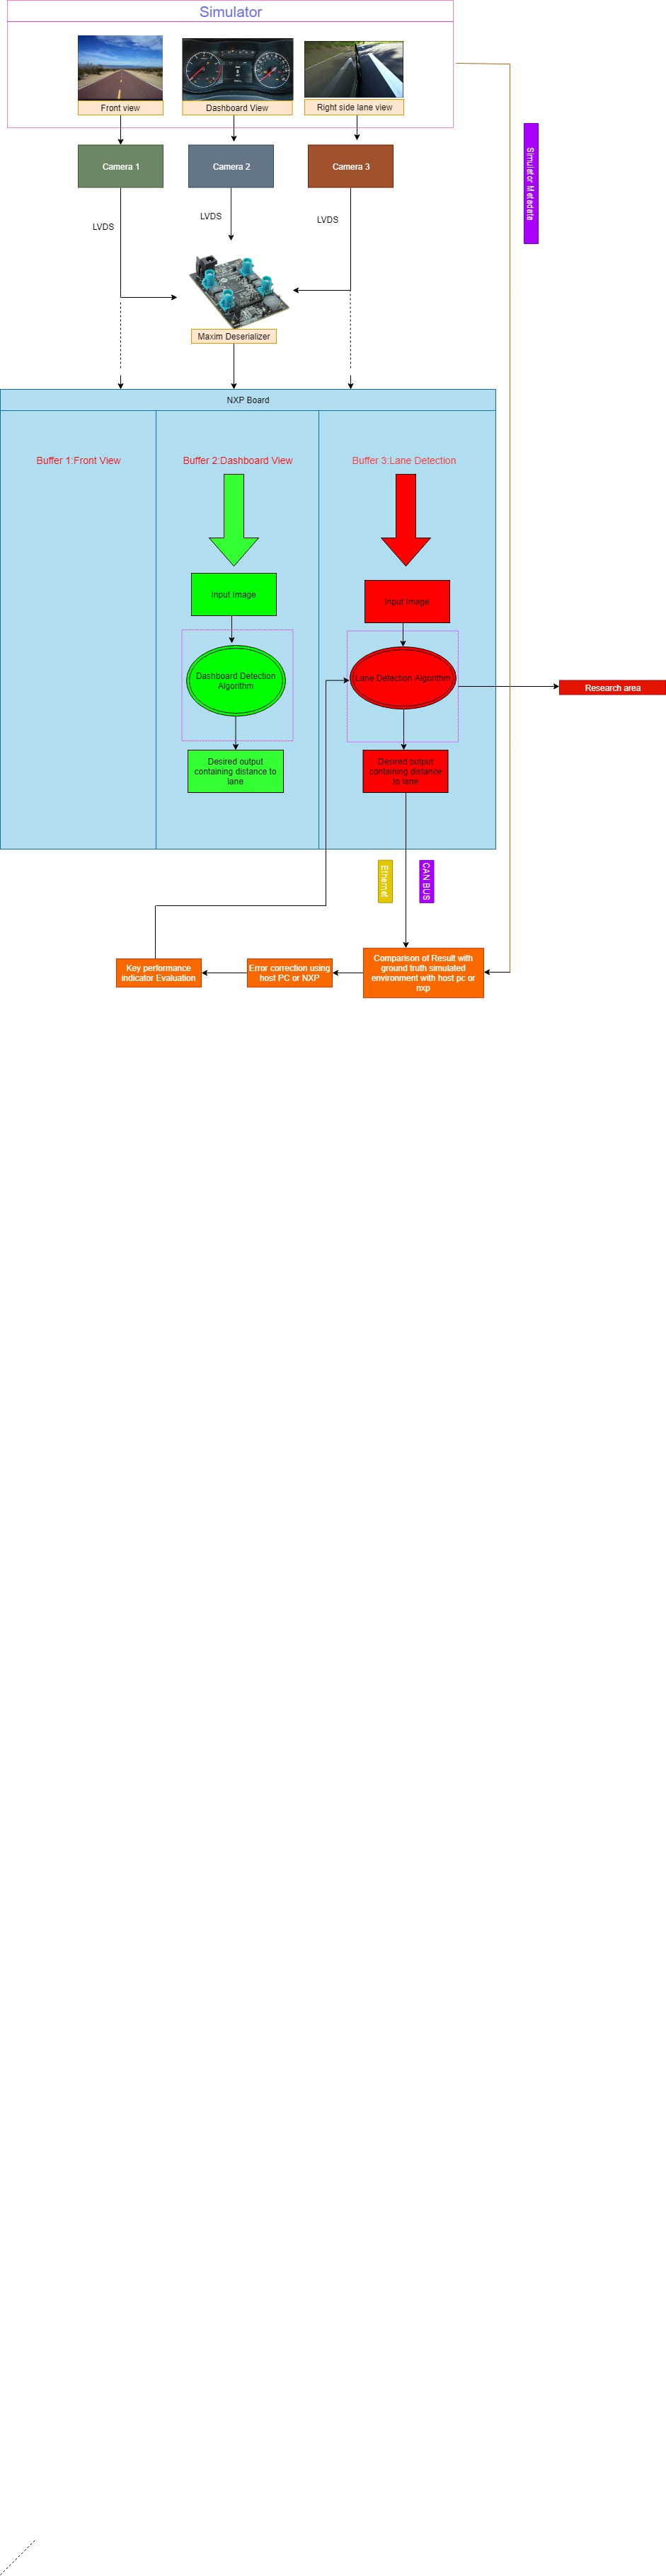 Simulator
Front view
Dashboard View
Right side lane view
Simulator Metadata
Camera 1
Camera 2
Camera 3
LVDS
LVDS
LVDS
Maxim Deserializer
NXP Board
Buffer 1:Front View
Buffer 2:Dashboard View
Buffer 3:Lane Detection
Input Image
Input Image
Dashboard Detection
Algorithm
Lane Detection Algorithm
Research area
Desired output
containing distance to
lane
Desired output
containing distance
to lane
Ethernet
CAN BUS
Key performance
indicator Evaluation
Error correction using
host PC or NXP
Comparison of Result with
ground truth simulated
environment with host pc or
nxp